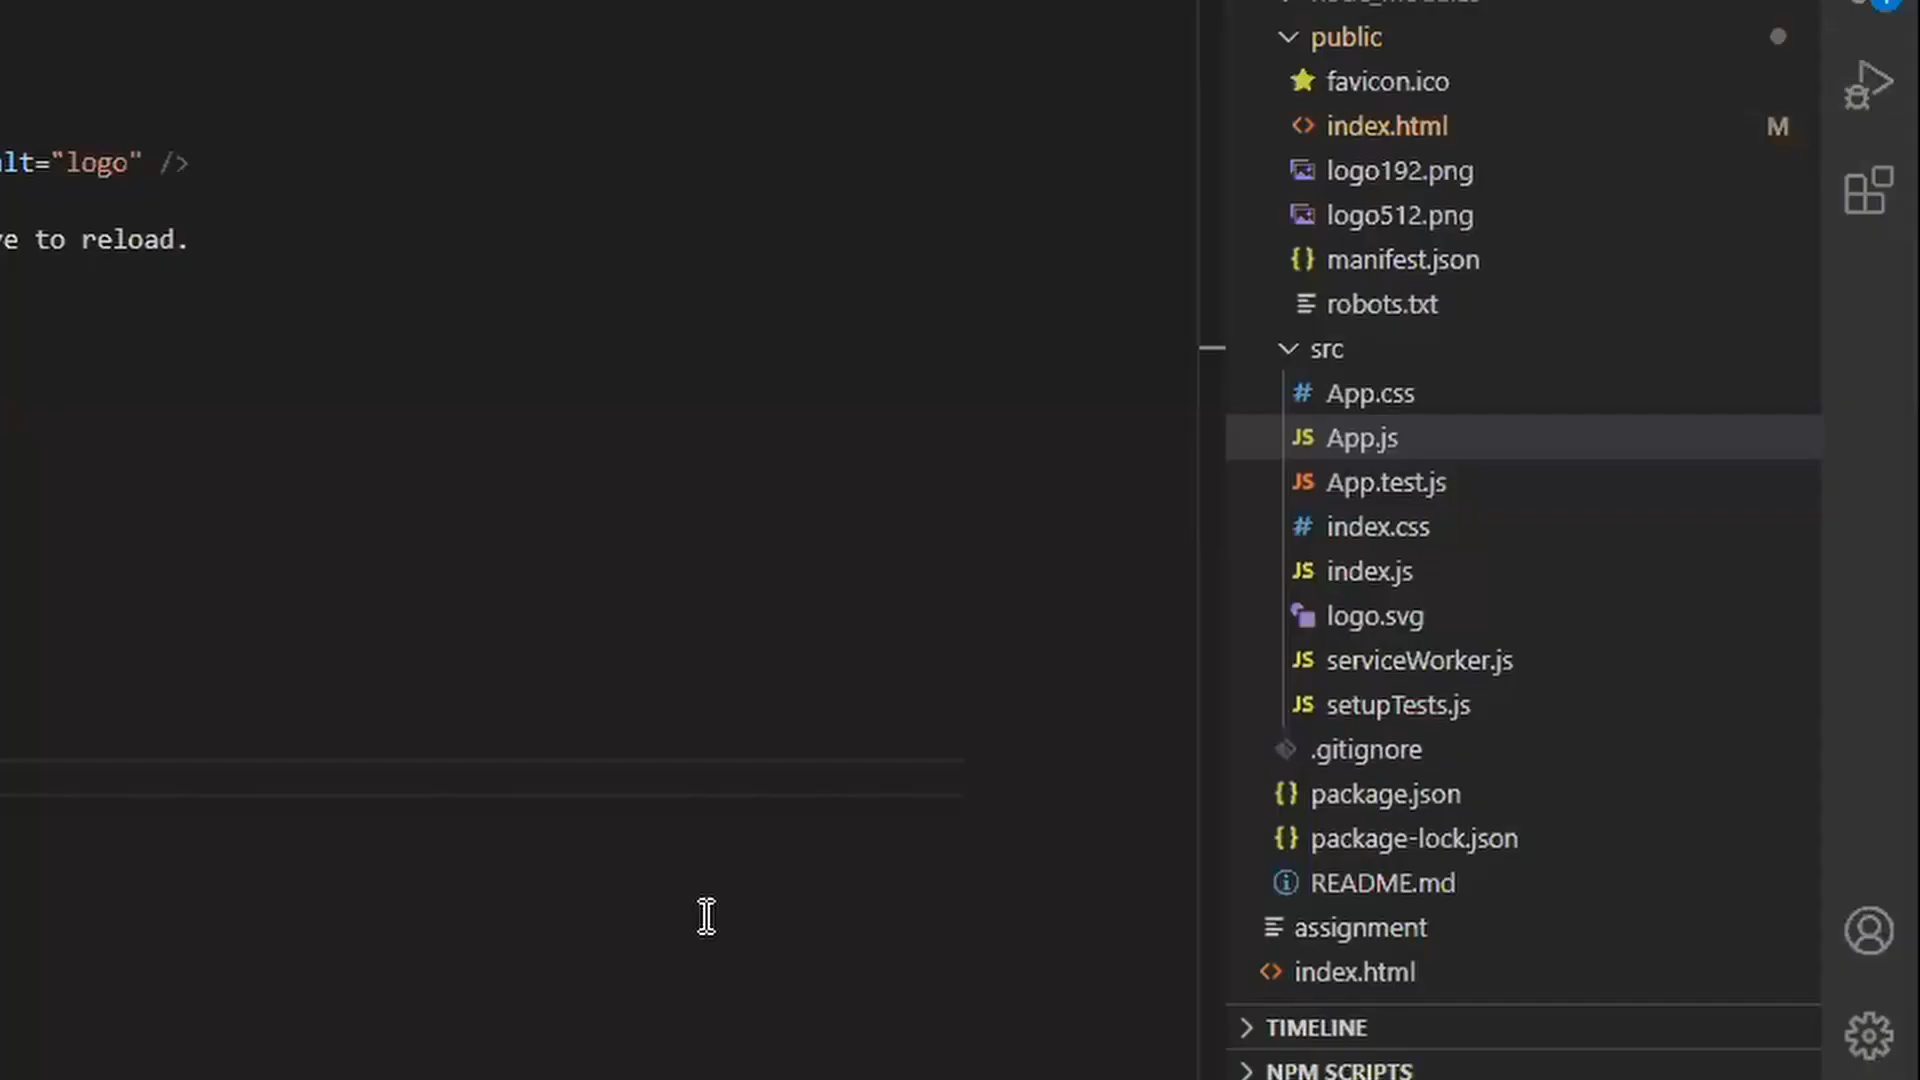 alt="logo" />
ve to reload.
public
favicon.ico
index.html M
logo192.png
logo512.png
manifest.json
robots.txt
src
App.css
App.js
App.test.js
index.css
index.js
logo.svg
serviceWorker.js
setupTests.js
.gitignore
package.json
package-lock.json
README.md
assignment
index.html
TIMELINE
NPM SCRIPTS